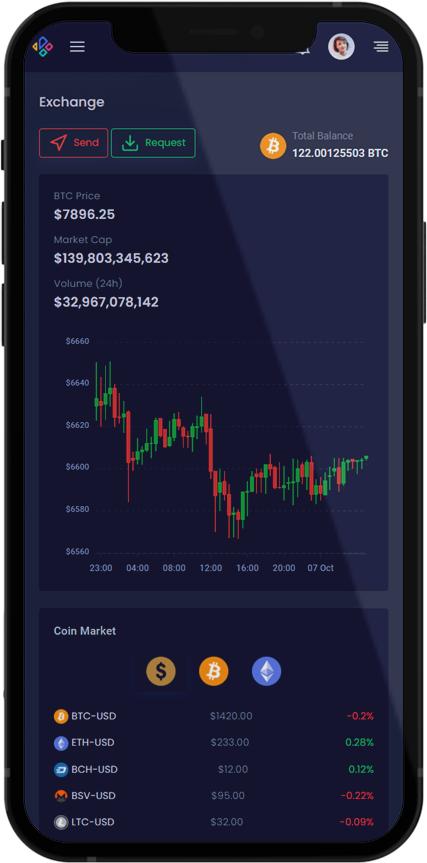 Exchange
Send
Request
Total Balance
122.00125503 BTC
BTC Price
$7896.25
Market Cap
$139,803,345,623
Volume (24h)
$32,967,078,142
$6660
$6640
$6620
$6600
$6580
$6560
23:00 04:00 08:00 12:00 16:00 20:00 07 Oct
Coin Market
BTC-USD $1420.00 -0.2%
ETH-USD $233.00 0.28%
BCH-USD $12.00 0.12%
BSV-USD $95.00 -0.22%
LTC-USD $32.00 -0.09%